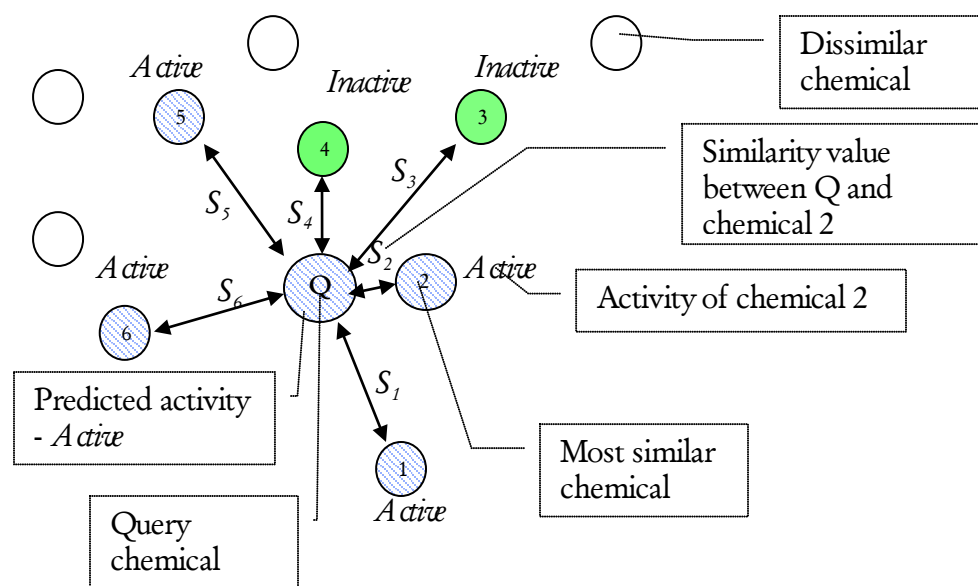 Dissimilar
chemical
Active
Inactive
Inactive
5
4
3
Similarity value
between Q and
chemical 2
S3
S5
S4
S2
Active
Active
S6
Q
2
Activity of chemical 2
6
S1
Predicted activity
- Active
Most similar
chemical
1
Active
Query
chemical